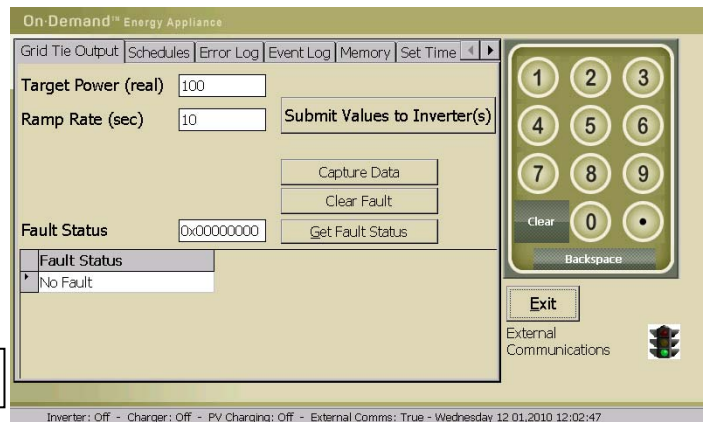 On·Demand™ Energy Appliance
Grid Tie Output Schedules Error Log Event Log Memory Set Time
Target Power (real) 100
Ramp Rate (sec) 10
Submit Values to Inverter(s)
Capture Data
Clear Fault
Fault Status 0x00000000 Get Fault Status
Fault Status
No Fault
1 2 3
4 5 6
7 8 9
Clear 0 •
Backspace
Exit
External
Communications
Inverter: Off - Charger: Off - PV Charging: Off - External Comms: True - Wednesday 12 01,2010 12:02:47